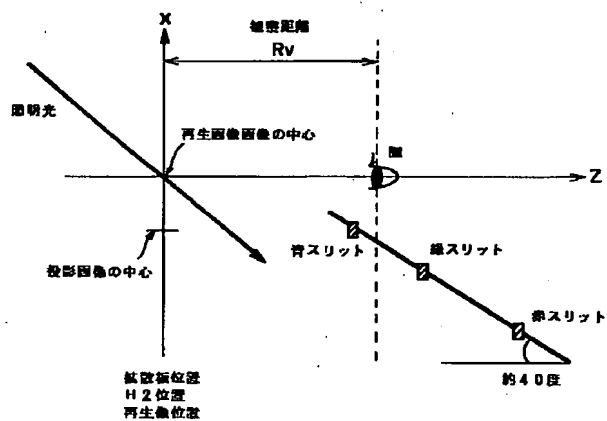 X
観察距離
Rv
照明光
再生画像画像の中心
眼
Z
青スリット
緑スリット
投影画像の中心
赤スリット
約40度
拡散板位置
H2位置
再生像位置